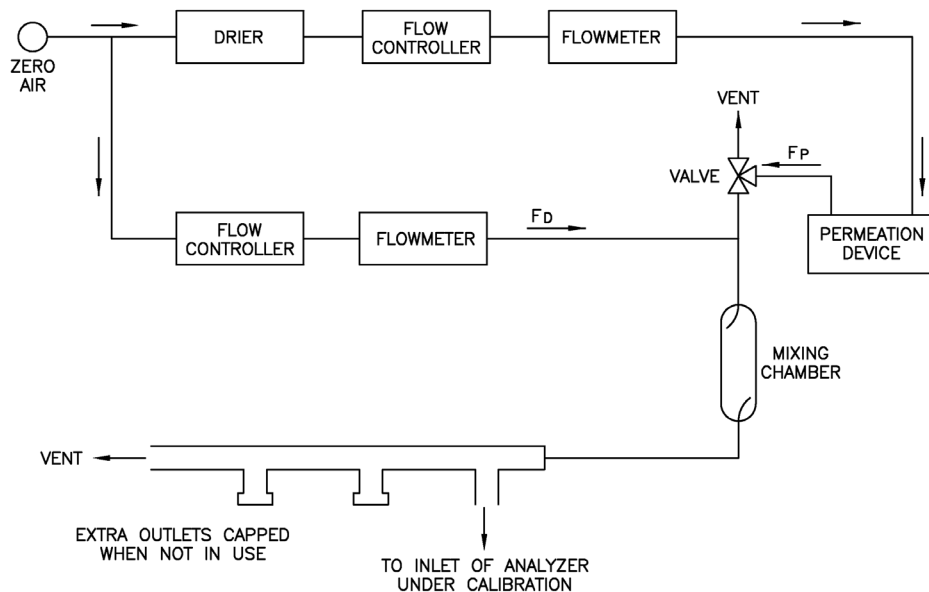 ZERO
AIR
DRIER
FLOW
CONTROLLER
FLOWMETER
VENT
VALVE
FP
FLOW
CONTROLLER
FLOWMETER
FD
PERMEATION
DEVICE
MIXING
CHAMBER
VENT
EXTRA OUTLETS CAPPED
WHEN NOT IN USE
TO INLET OF ANALYZER
UNDER CALIBRATION